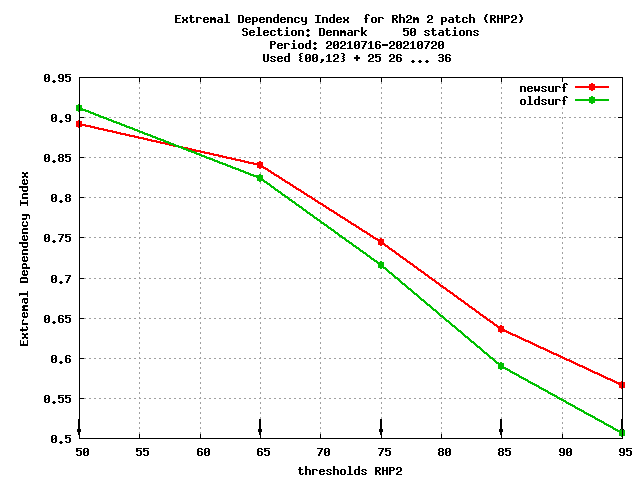 Extremal Dependency Index  for Rh2m 2 patch (RHP2)
Selection: Denmark     50 stations
Period: 20210716-20210720
Used {00,12} + 25 26 ... 36
0.95
newsurf
oldsurf
0.9
0.85
0.8
0.75
0.7
0.65
0.6
0.55
0.5
Extremal Dependency Index
50 55 60 65 70 75 80 85 90 95
thresholds RHP2